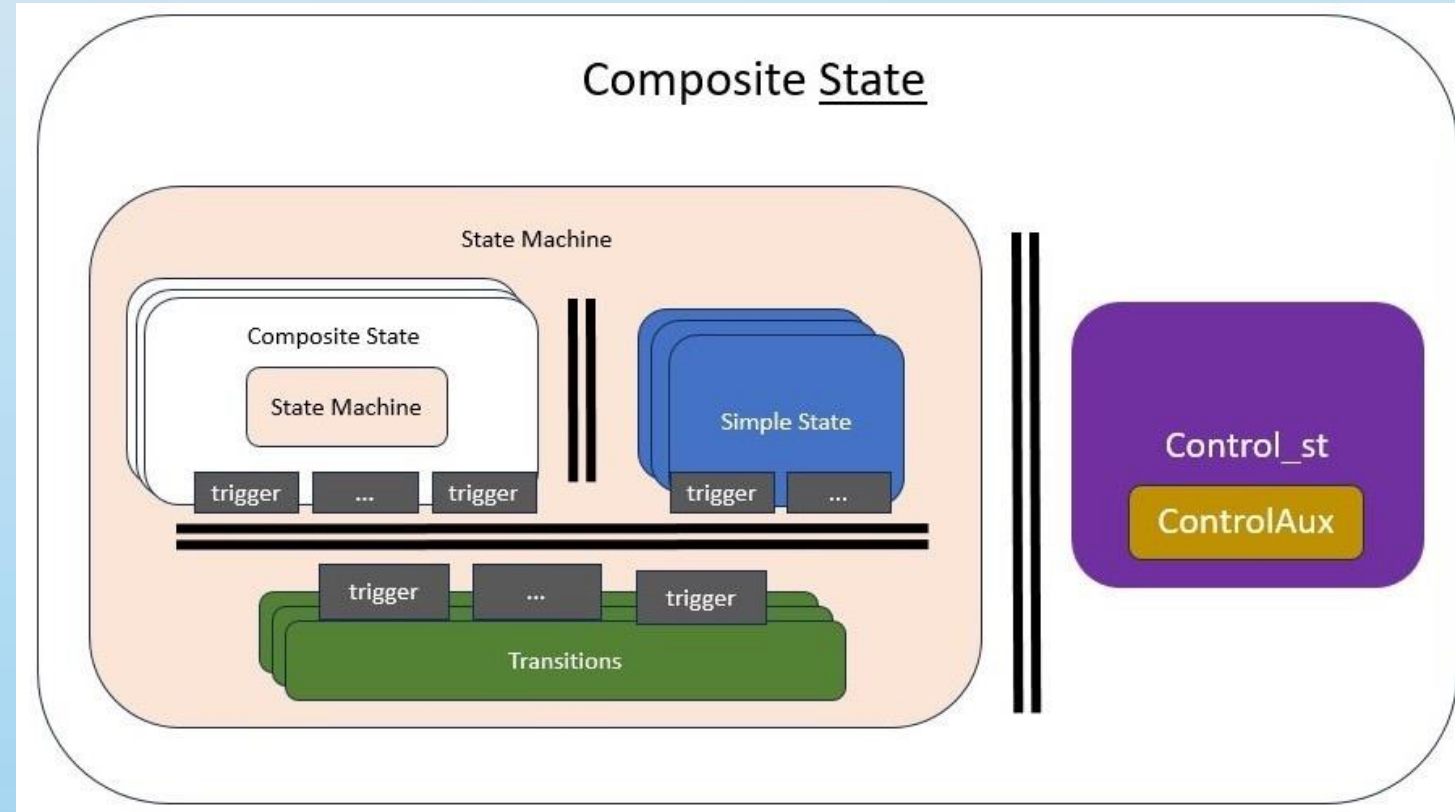 Composite State
State Machine
Composite State
State Machine
Simple State
trigger
...
trigger
trigger
...
trigger
...
trigger
Transitions
Control_st
ControlAux